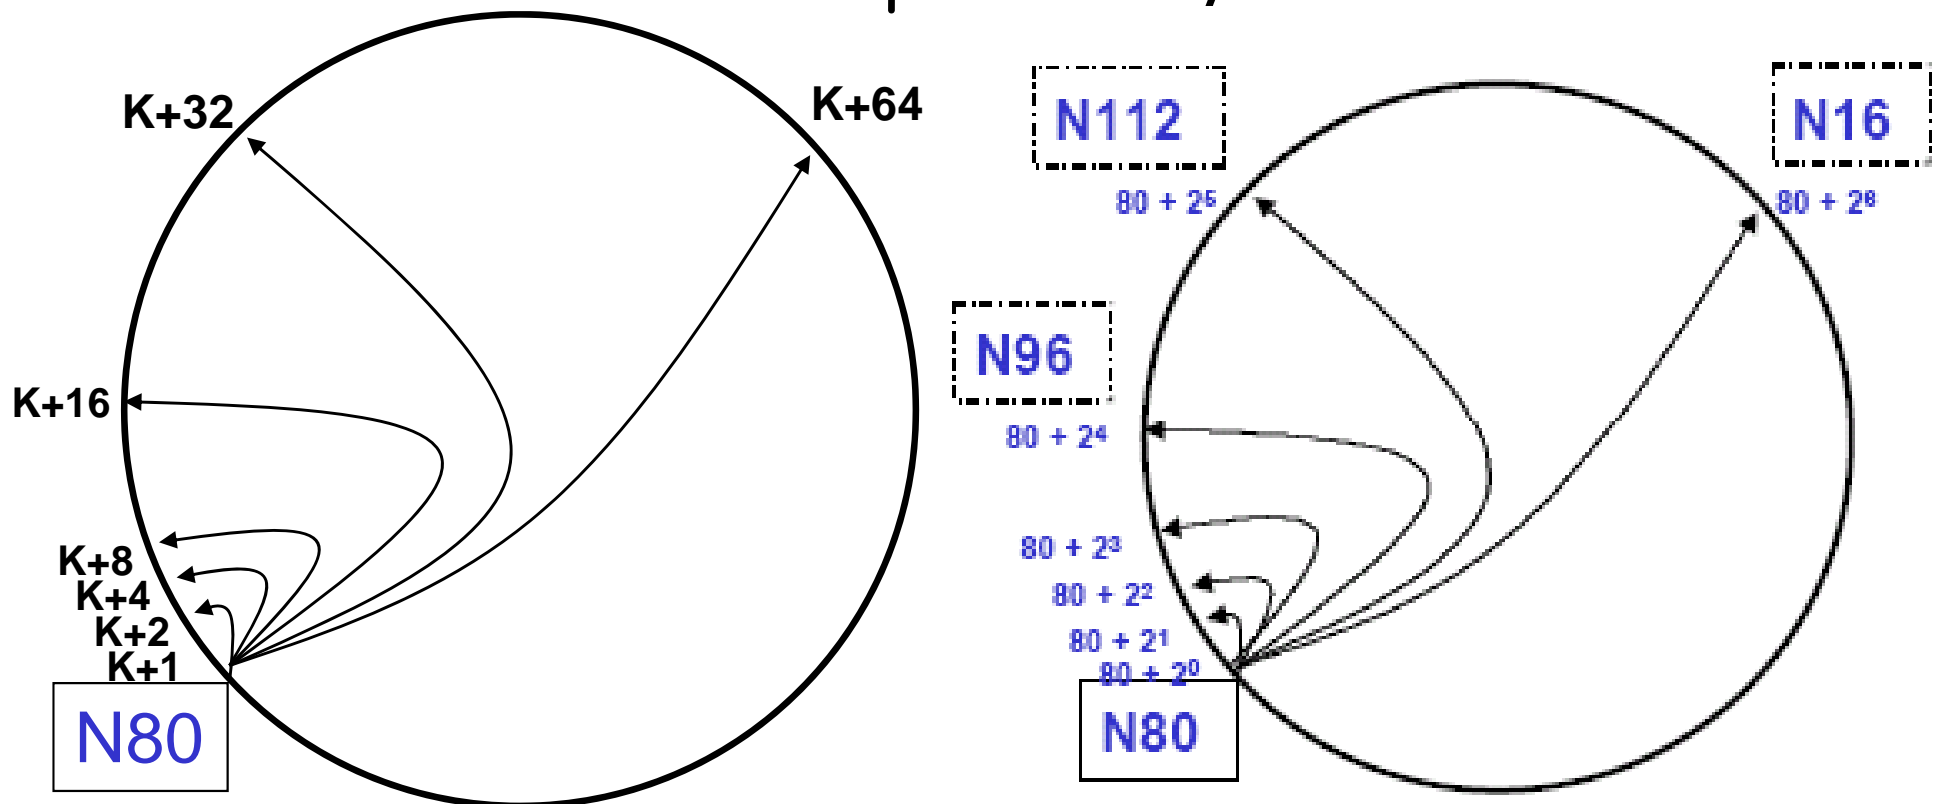 K+32
K+64
K+16
K+8
K+4
K+2
K+1
N80
N112
N16
80 + 2⁵
80 + 2⁶
N96
80 + 2⁴
80 + 2³
80 + 2²
80 + 2¹
80 + 2⁰
N80